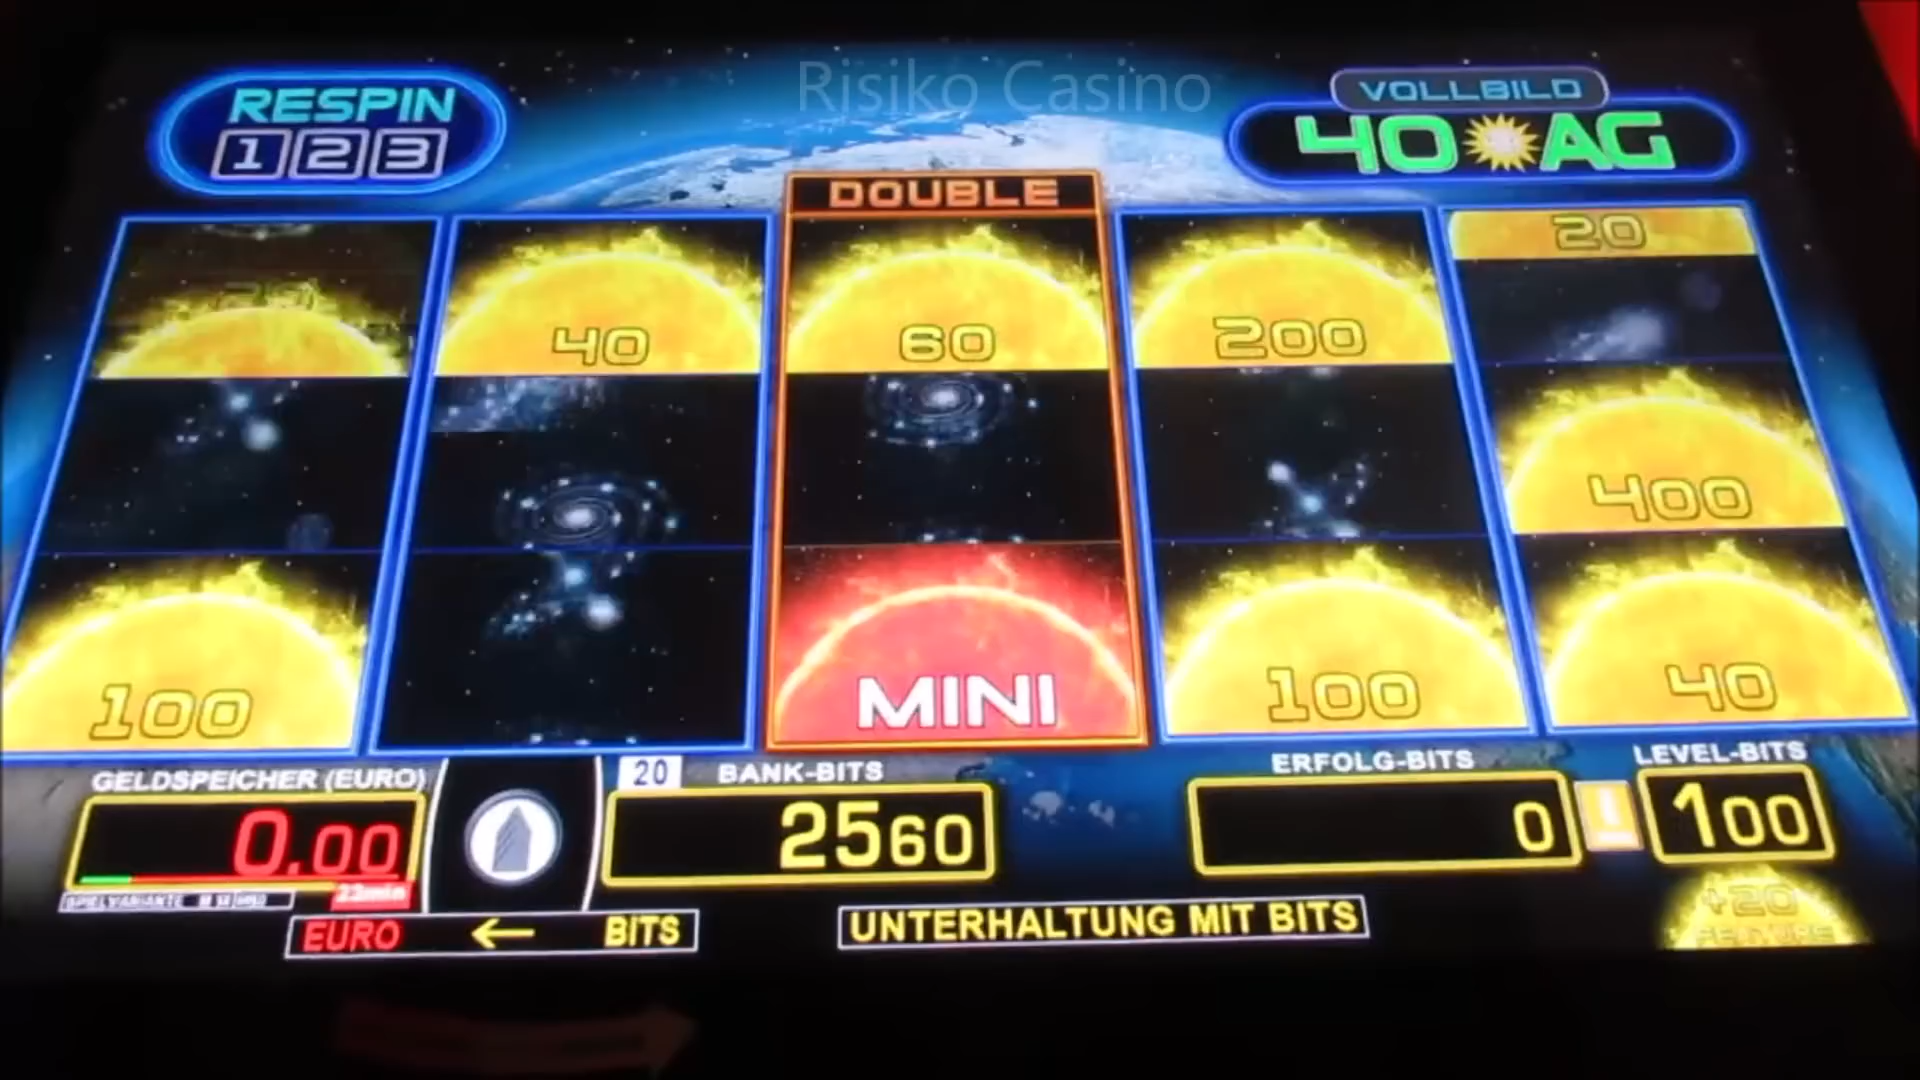 Risiko Casino
RESPIN
1 2 3
VOLLBILD
40 AG
DOUBLE
20
40
60
200
20
400
100
MINI
100
40
GELDSPEICHER (EURO)
0.00
22min
20
BANK-BITS
2560
ERFOLG-BITS
0
LEVEL-BITS
100
EURO ← BITS
UNTERHALTUNG MIT BITS
+20
FEATURE